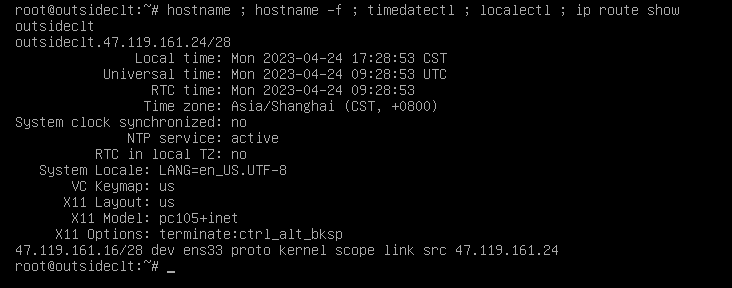 root@outsideclt:~# hostname ; hostname -f ; timedatectl ; localectl ; ip route show
outsideclt
outsideclt.47.119.161.24/28
Local time: Mon 2023-04-24 17:28:53 CST
Universal time: Mon 2023-04-24 09:28:53 UTC
RTC time: Mon 2023-04-24 09:28:53
Time zone: Asia/Shanghai (CST, +0800)
System clock synchronized: no
NTP service: active
RTC in local TZ: no
System Locale: LANG=en_US.UTF-8
VC Keymap: us
X11 Layout: us
X11 Model: pc105+inet
X11 Options: terminate:ctrl_alt_bksp
47.119.161.16/28 dev ens33 proto kernel scope link src 47.119.161.24
root@outsideclt:~# _